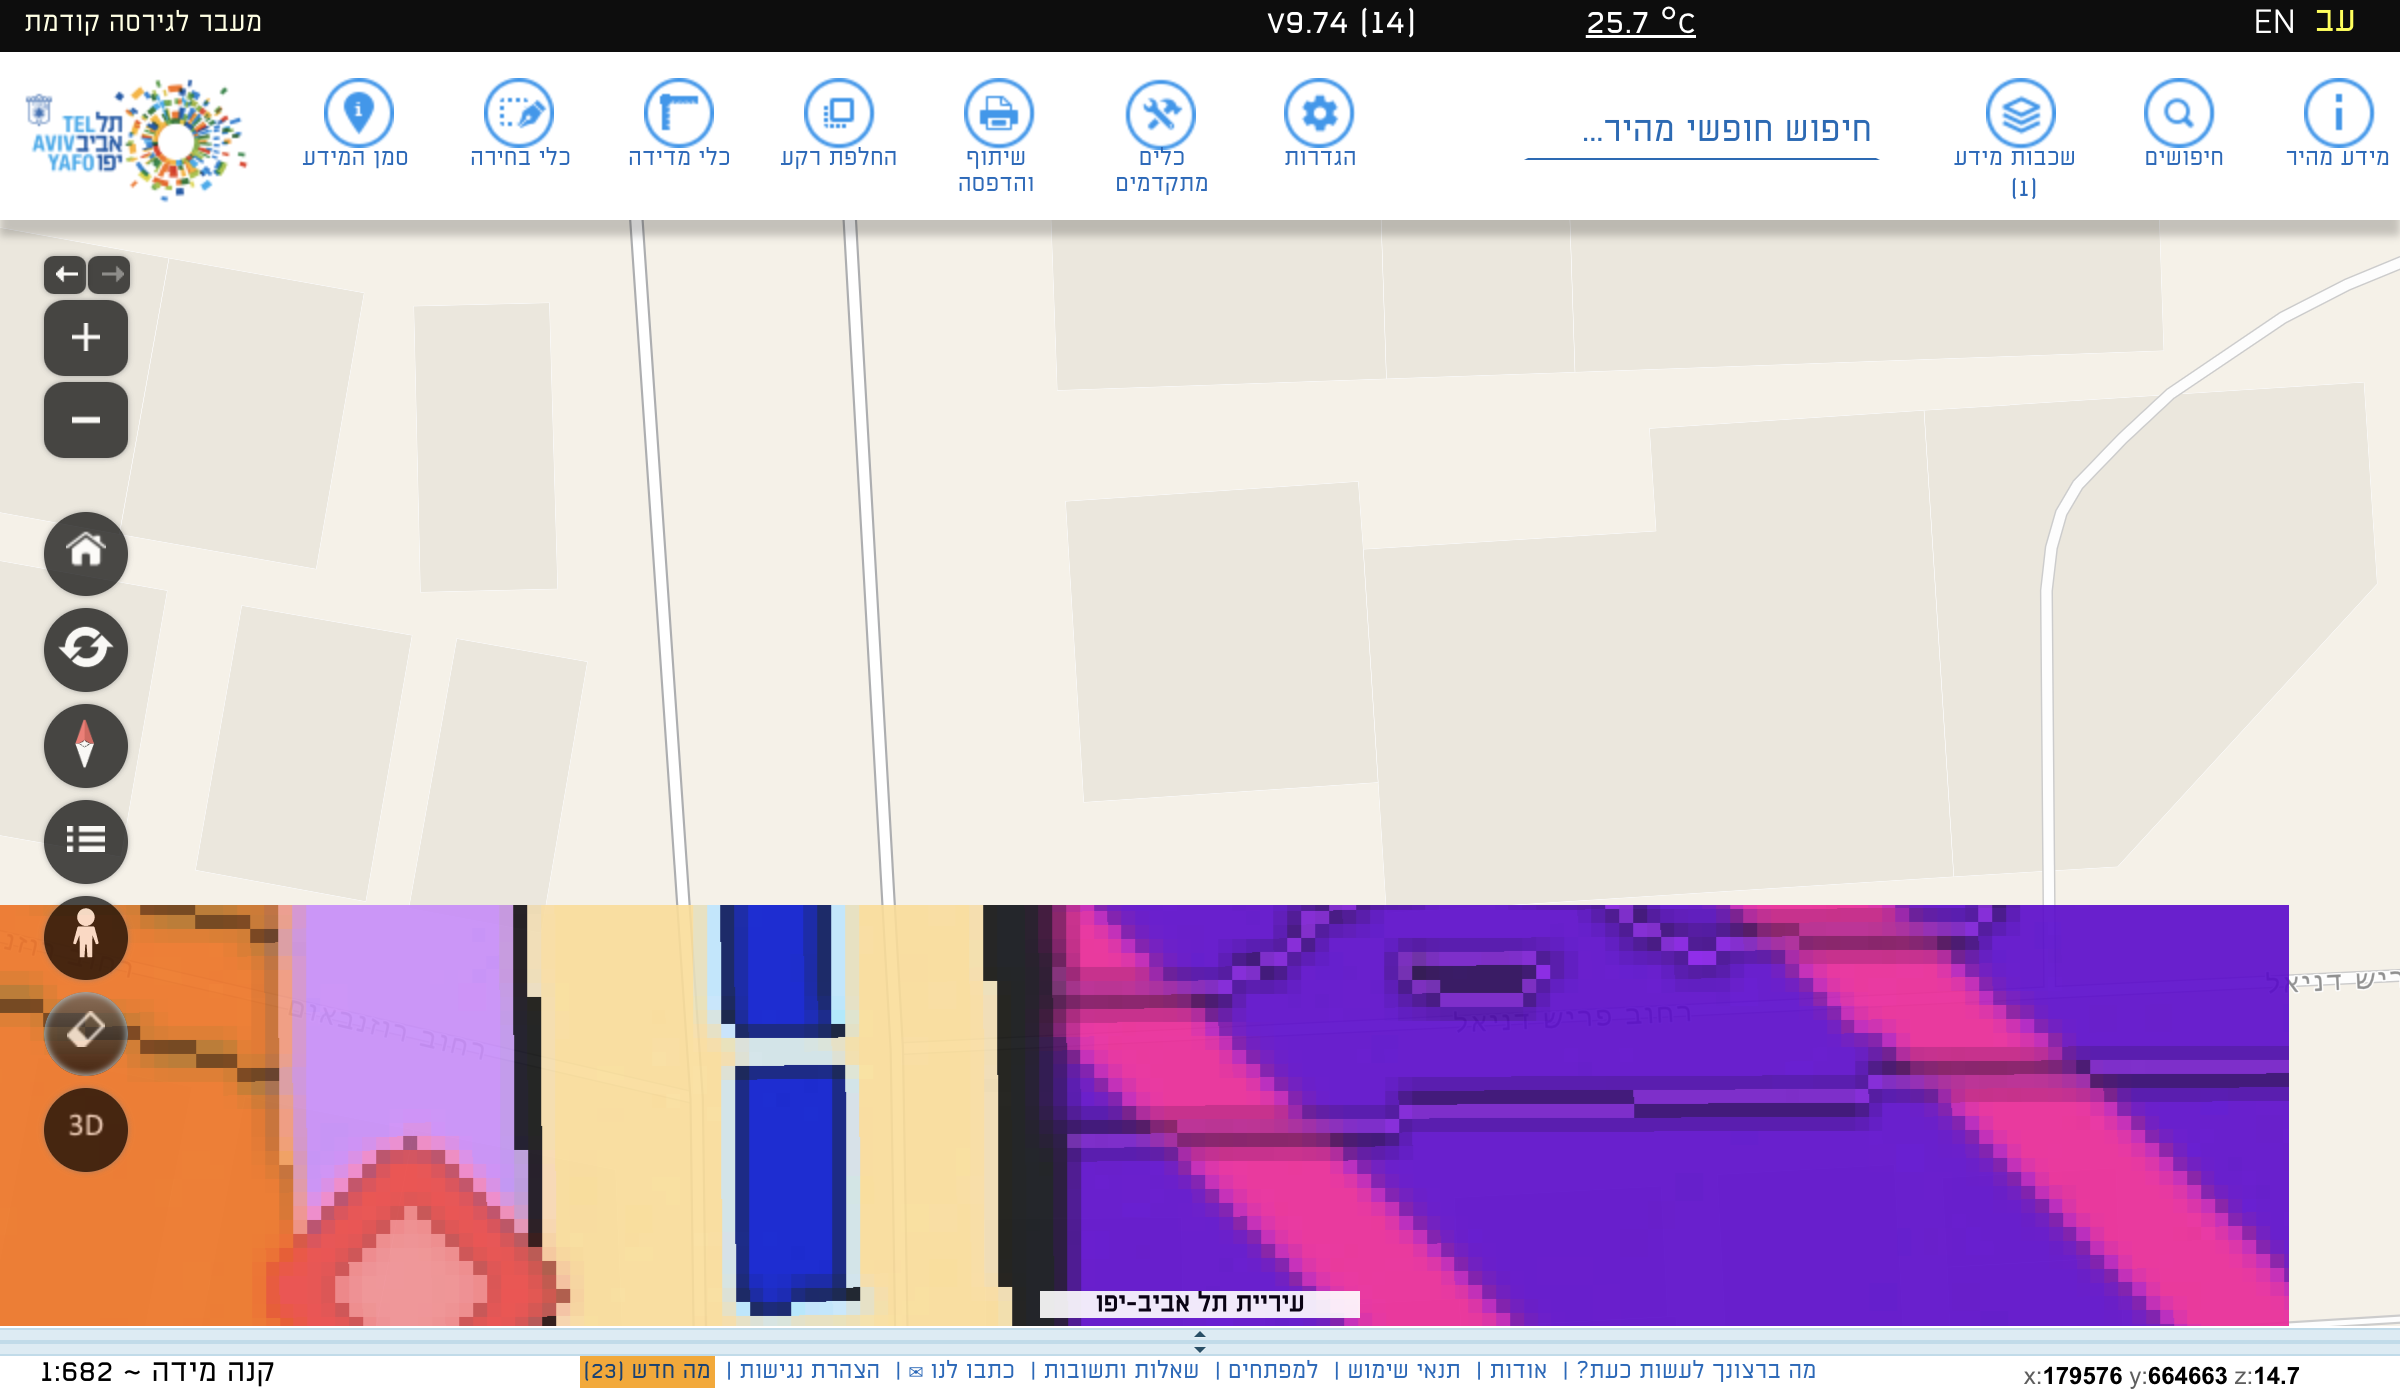 עב EN
25.7 °C
V9.74 (14)
מעבר לגירסה קודמת
מידע מהיר
חיפושים
שכבות מידע
(1)
חיפוש חופשי מהיר...
הגדרות
כלים
מתקדמים
שיתוף
והדפסה
החלפת רקע
כלי מדידה
כלי בחירה
סמן המידע
תל TEL
אביב AVIV
יפו YAFO
3D
רחוב רוזנבאום
רחוב פריש דניאל
ריש דניאל
עיריית תל אביב-יפו
x:179576 y:664663 z:14.7
מה ברצונך לעשות כעת? | אודות | תנאי שימוש | למפתחים | שאלות ותשובות | כתבו לנו ✉ | הצהרת נגישות | מה חדש (23)
קנה מידה ~ 1:682